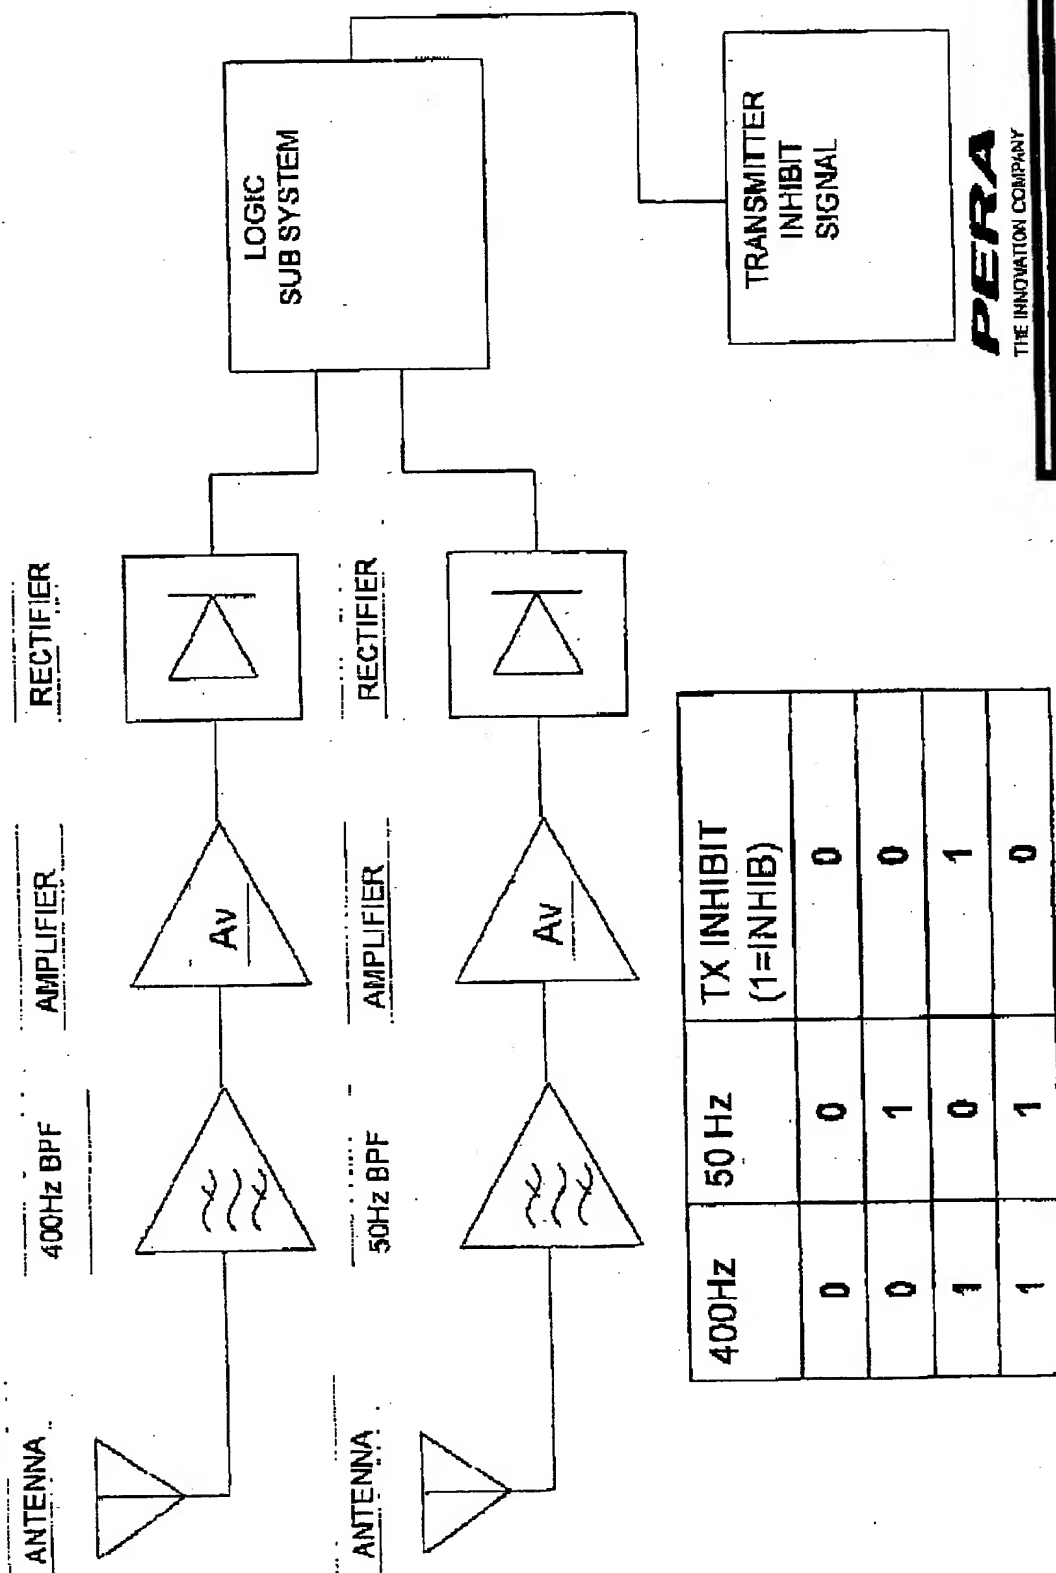 ANTENNA
400Hz BPF
AMPLIFIER
RECTIFIER
Av
ANTENNA
50Hz BPF
AMPLIFIER
RECTIFIER
Av
LOGIC
SUB SYSTEM
TRANSMITTER
INHIBIT
SIGNAL
400Hz 50 Hz TX INHIBIT
(1=INHIB)
0 0 0
0 1 0
1 0 1
1 1 0
PERA
THE INNOVATION COMPANY